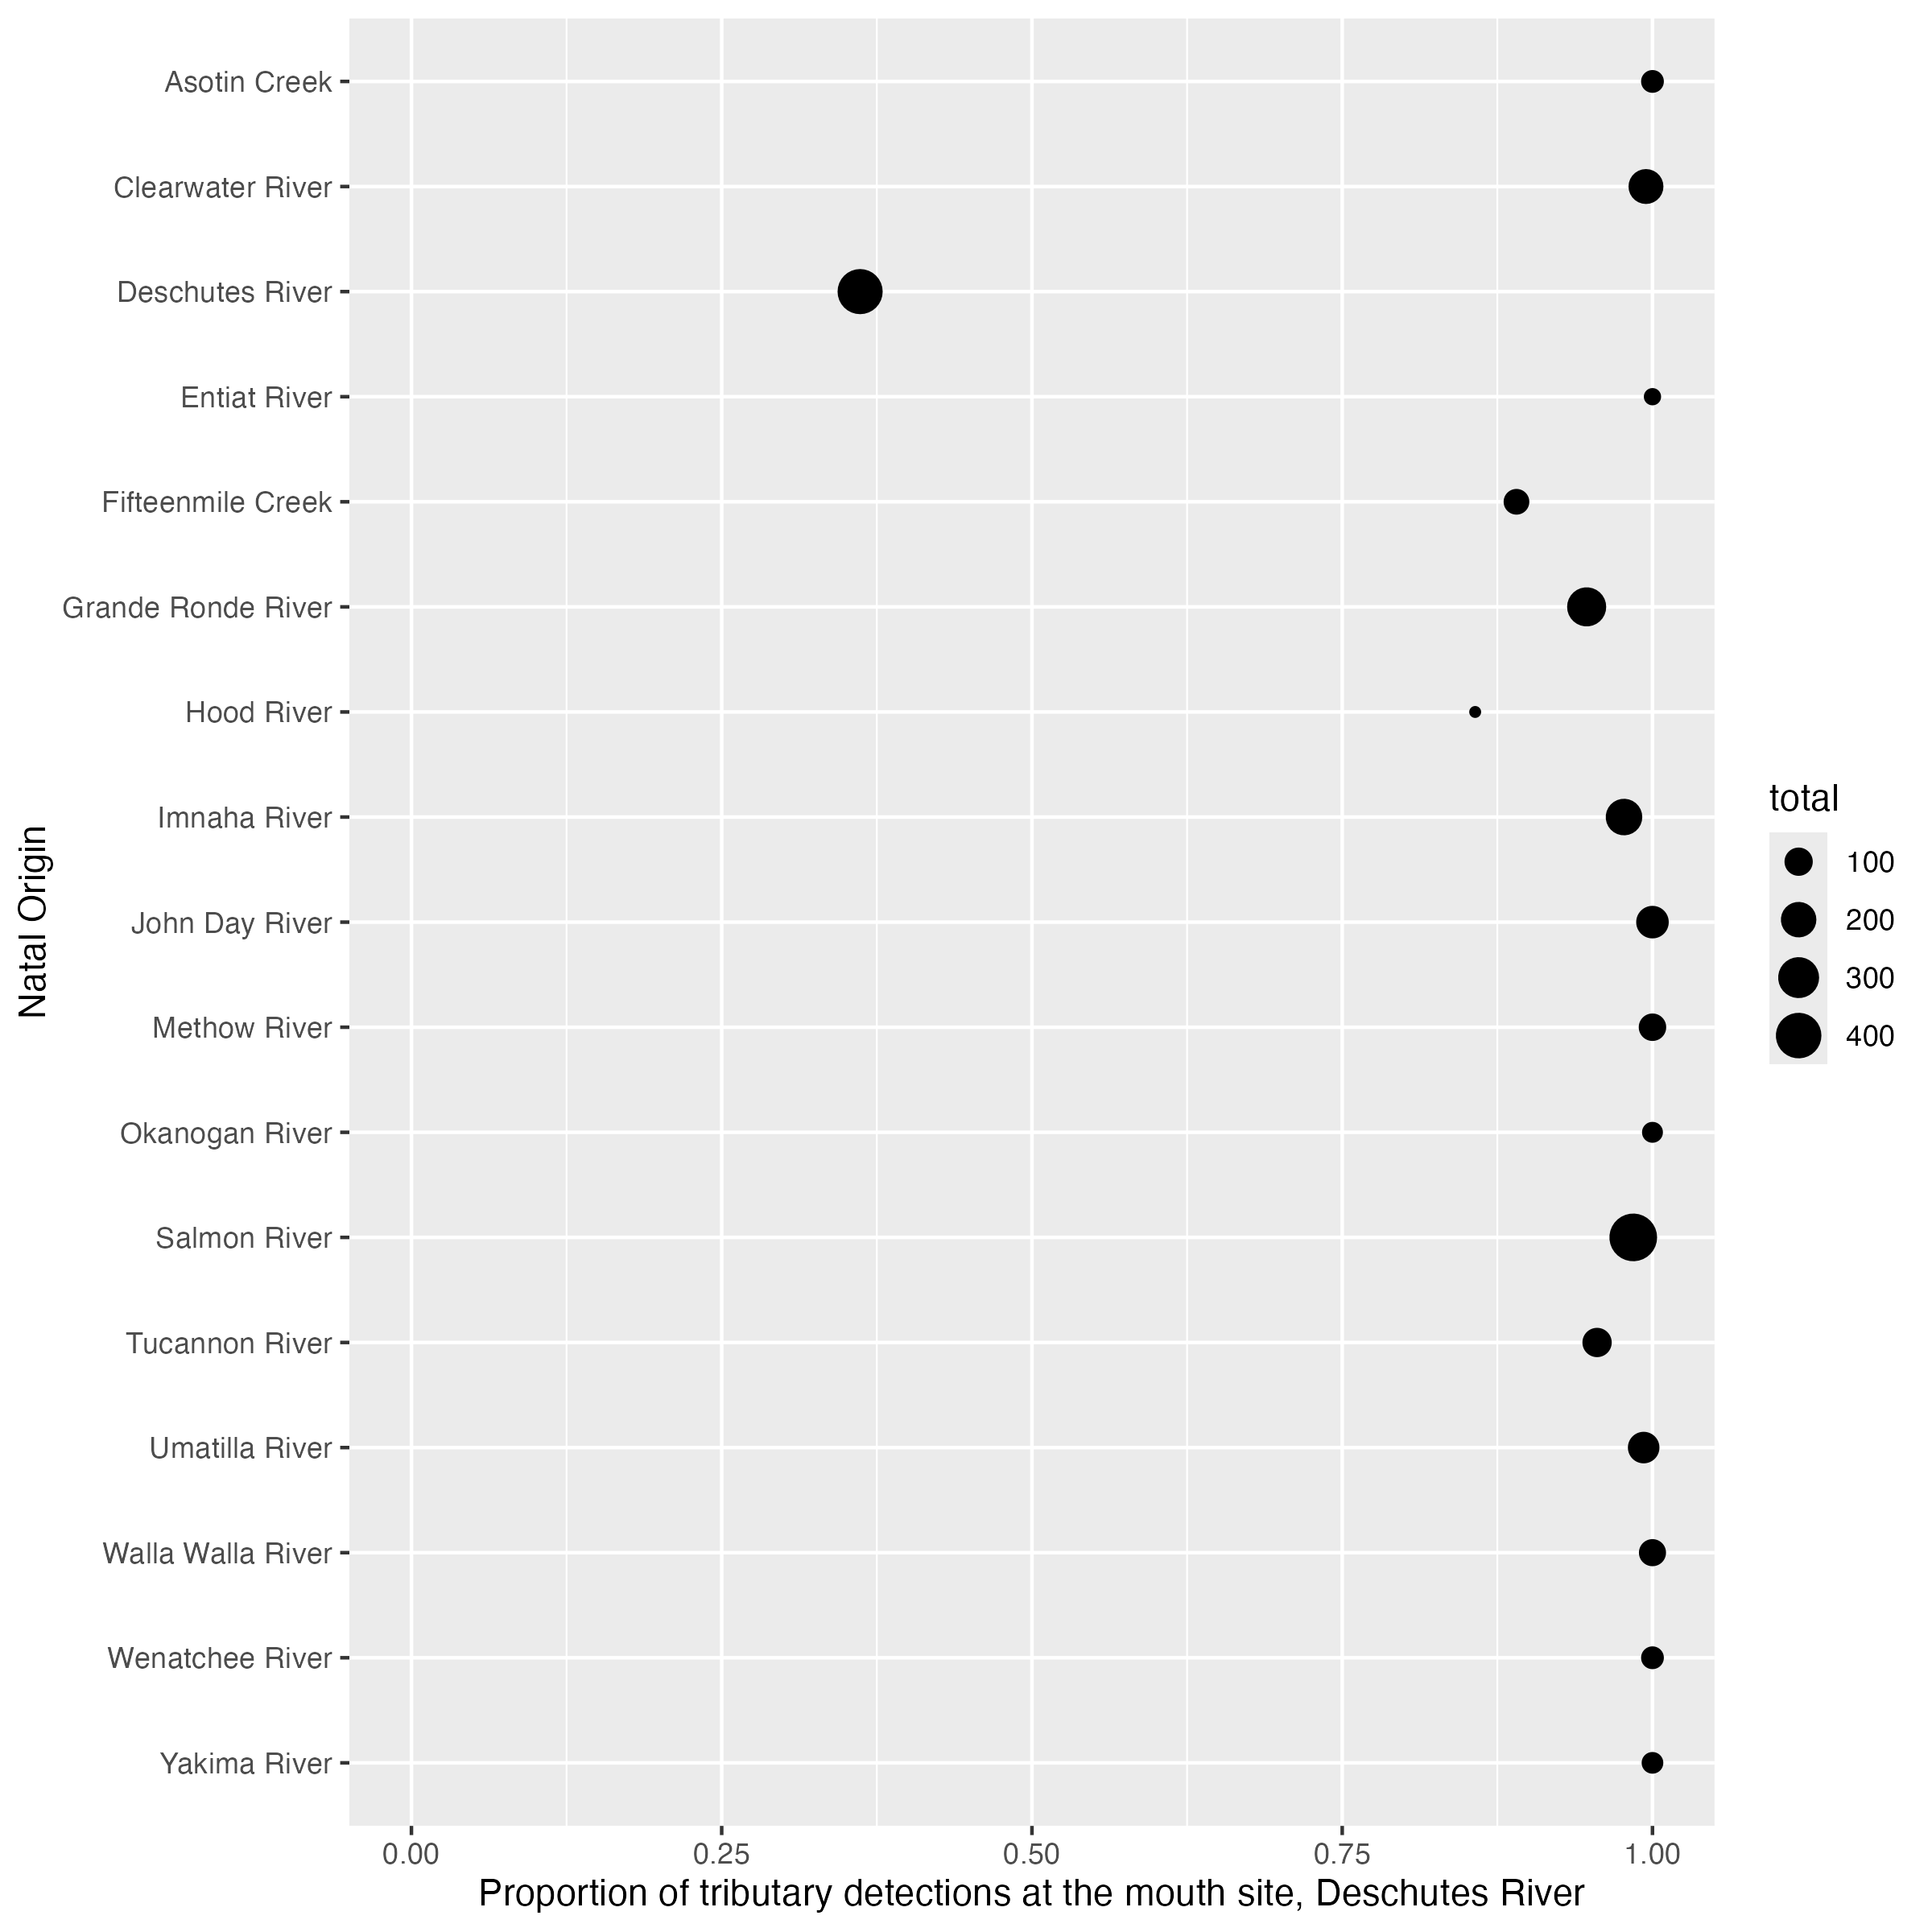 Natal Origin
Asotin Creek
Clearwater River
Deschutes River
Entiat River
Fifteenmile Creek
Grande Ronde River
Hood River
Imnaha River
John Day River
Methow River
Okanogan River
Salmon River
Tucannon River
Umatilla River
Walla Walla River
Wenatchee River
Yakima River
0.00 0.25 0.50 0.75 1.00
Proportion of tributary detections at the mouth site, Deschutes River
total
100
200
300
400